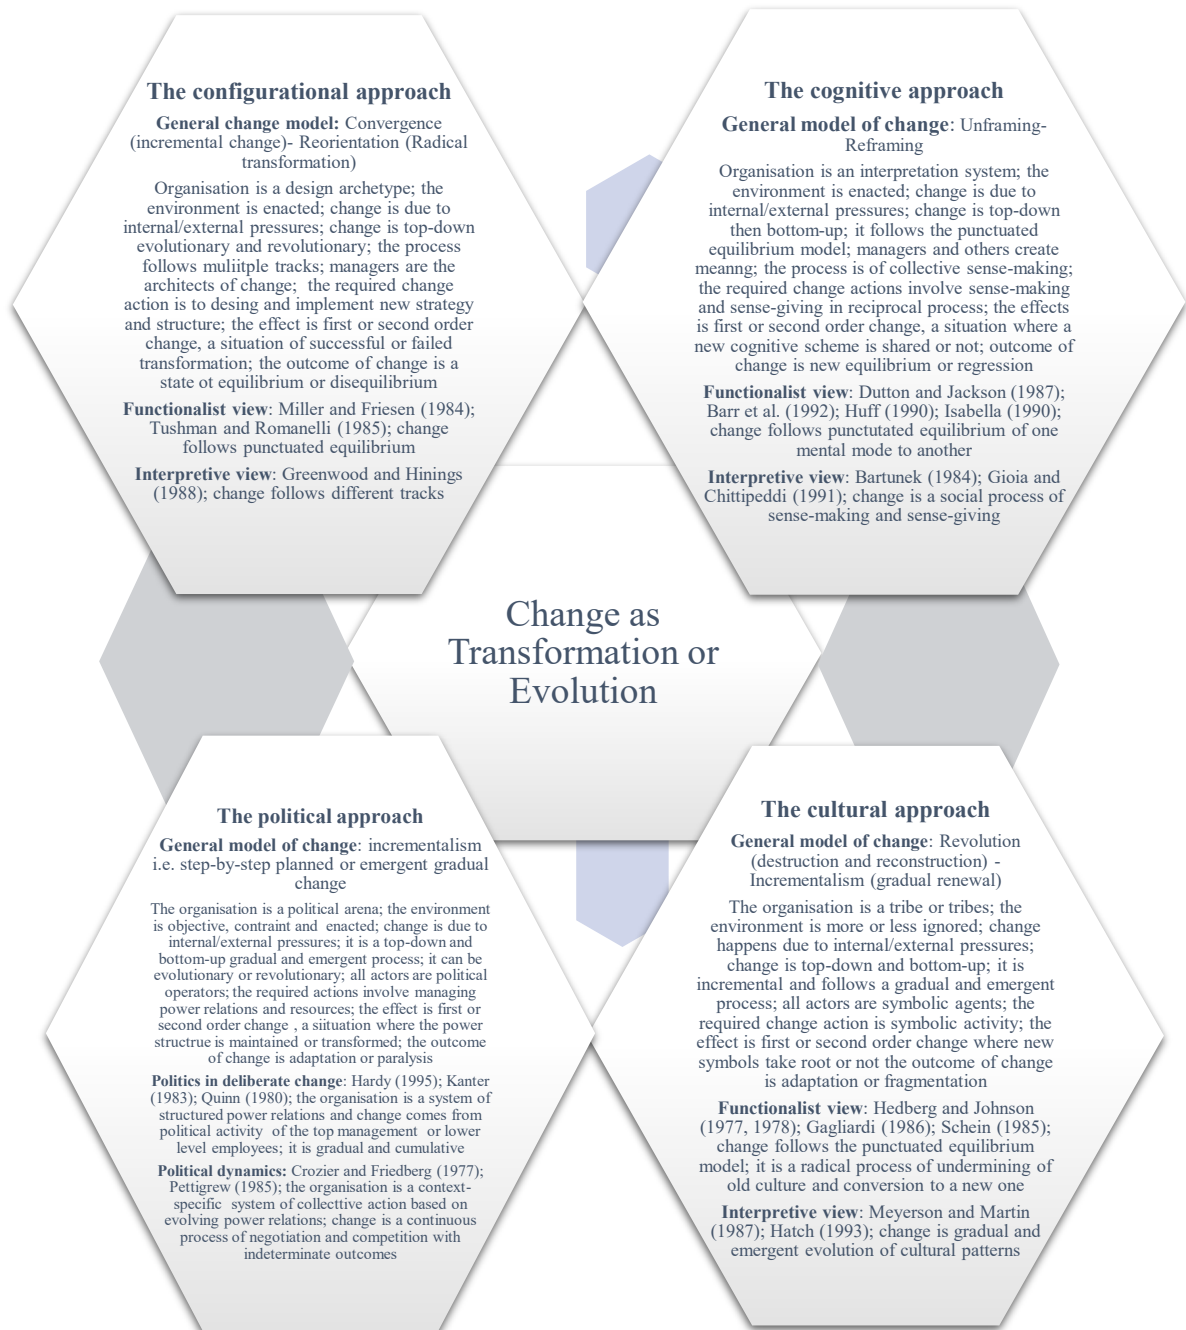 The configurational approach
General change model: Convergence
(incremental change)- Reorientation (Radical
transformation)
Organisation is a design archetype; the
environment is enacted; change is due to
internal/external pressures; change is top-down
evolutionary and revolutionary; the process
follows muliitple tracks; managers are the
architects of change; the required change
action is to desing and implement new strategy
and structure; the effect is first or second order
change, a situation of successful or failed
transformation; the outcome of change is a
state ot equilibrium or disequilibrium
Functionalist view: Miller and Friesen (1984);
Tushman and Romanelli (1985); change
follows punctuated equilibrium
Interpretive view: Greenwood and Hinings
(1988); change follows different tracks
The cognitive approach
General model of change: Unframing-
Reframing
Organisation is an interpretation system; the
environment is enacted; change is due to
internal/external pressures; change is top-down
then bottom-up; it follows the punctuated
equilibrium model; managers and others create
meanng; the process is of collective sense-making;
the required change actions involve sense-making
and sense-giving in reciprocal process; the effects
is first or second order change, a situation where a
new cognitive scheme is shared or not; outcome of
change is new equilibrium or regression
Functionalist view: Dutton and Jackson (1987);
Barr et al. (1992); Huff (1990); Isabella (1990);
change follows punctutated equilibrium of one
mental mode to another
Interpretive view: Bartunek (1984); Gioia and
Chittipeddi (1991); change is a social process of
sense-making and sense-giving
Change as
Transformation or
Evolution
The political approach
General model of change: incrementalism
i.e. step-by-step planned or emergent gradual
change
The organisation is a political arena; the environment
is objective, contraint and enacted; change is due to
internal/external pressures; it is a top-down and
bottom-up gradual and emergent process; it can be
evolutionary or revolutionary; all actors are political
operators; the required actions involve managing
power relations and resources; the effect is first or
second order change , a siituation where the power
structrue is maintained or transformed; the outcome
of change is adaptation or paralysis
Politics in deliberate change: Hardy (1995); Kanter
(1983); Quinn (1980); the organisation is a system of
structured power relations and change comes from
political activity of the top management or lower
level employees; it is gradual and cumulative
Political dynamics: Crozier and Friedberg (1977);
Pettigrew (1985); the organisation is a context-
specific system of collecttive action based on
evolving power relations; change is a continuous
process of negotiation and competition with
indeterminate outcomes
The cultural approach
General model of change: Revolution
(destruction and reconstruction) -
Incrementalism (gradual renewal)
The organisation is a tribe or tribes; the
environment is more or less ignored; change
happens due to internal/external pressures;
change is top-down and bottom-up; it is
incremental and follows a gradual and emergent
process; all actors are symbolic agents; the
required change action is symbolic activity; the
effect is first or second order change where new
symbols take root or not the outcome of change
is adaptation or fragmentation
Functionalist view: Hedberg and Johnson
(1977, 1978); Gagliardi (1986); Schein (1985);
change follows the punctuated equilibrium
model; it is a radical process of undermining of
old culture and conversion to a new one
Interpretive view: Meyerson and Martin
(1987); Hatch (1993); change is gradual and
emergent evolution of cultural patterns